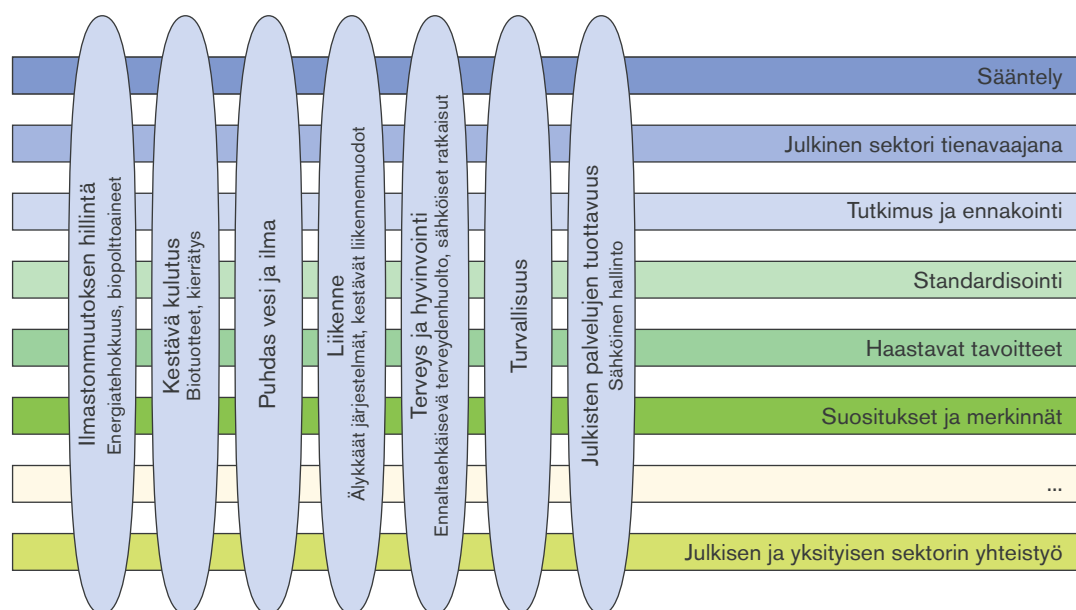 Sääntely
Julkinen sektori tienavaajana
Tutkimus ja ennakointi
Standardisointi
Haastavat tavoitteet
Suositukset ja merkinnät
...
Julkisen ja yksityisen sektorin yhteistyö
Ilmastonmuutoksen hillintä
Energiatehokkuus, biopolttoaineet
Kestävä kulutus
Biotuotteet, kierrätys
Puhdas vesi ja ilma
Liikenne
Älykkäät järjestelmät, kestävät liikennemuodot
Terveys ja hyvinvointi
Ennaltaehkäisevä terveydenhuolto, sähköiset ratkaisut
Turvallisuus
Julkisten palvelujen tuottavuus
Sähköinen hallinto